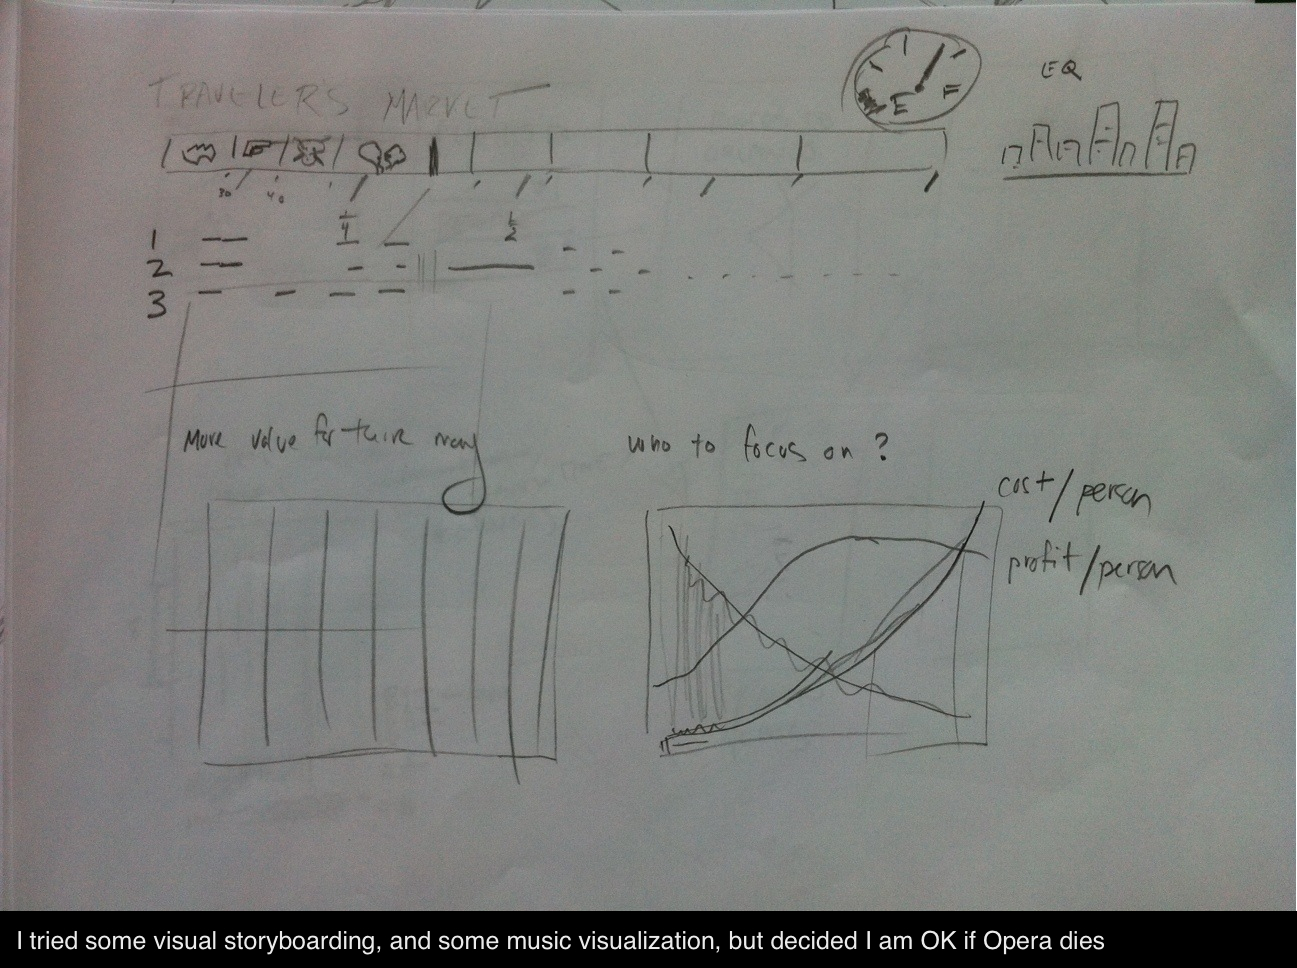 TRAVELER'S MARKET
E F
EQ
30 40
1/4 1/2
1
2
3
More value for their money
who to focus on?
cost/person
profit/person
I tried some visual storyboarding, and some music visualization, but decided I am OK if Opera dies